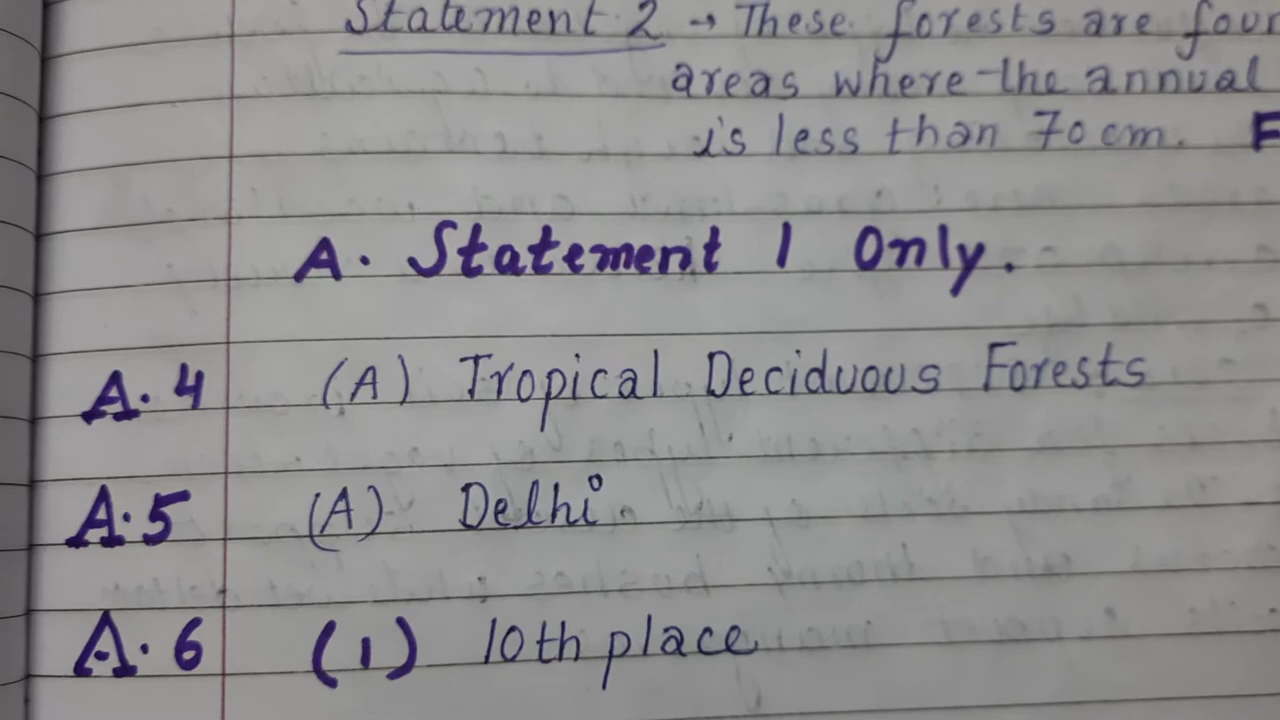 Statement 2 → These forests are
areas where the annual
is less than 70 cm. F
A. Statement 1 Only.
A.4 (A) Tropical Deciduous Forests
A.5 (A) Delhi.
A.6 (1) 10th place